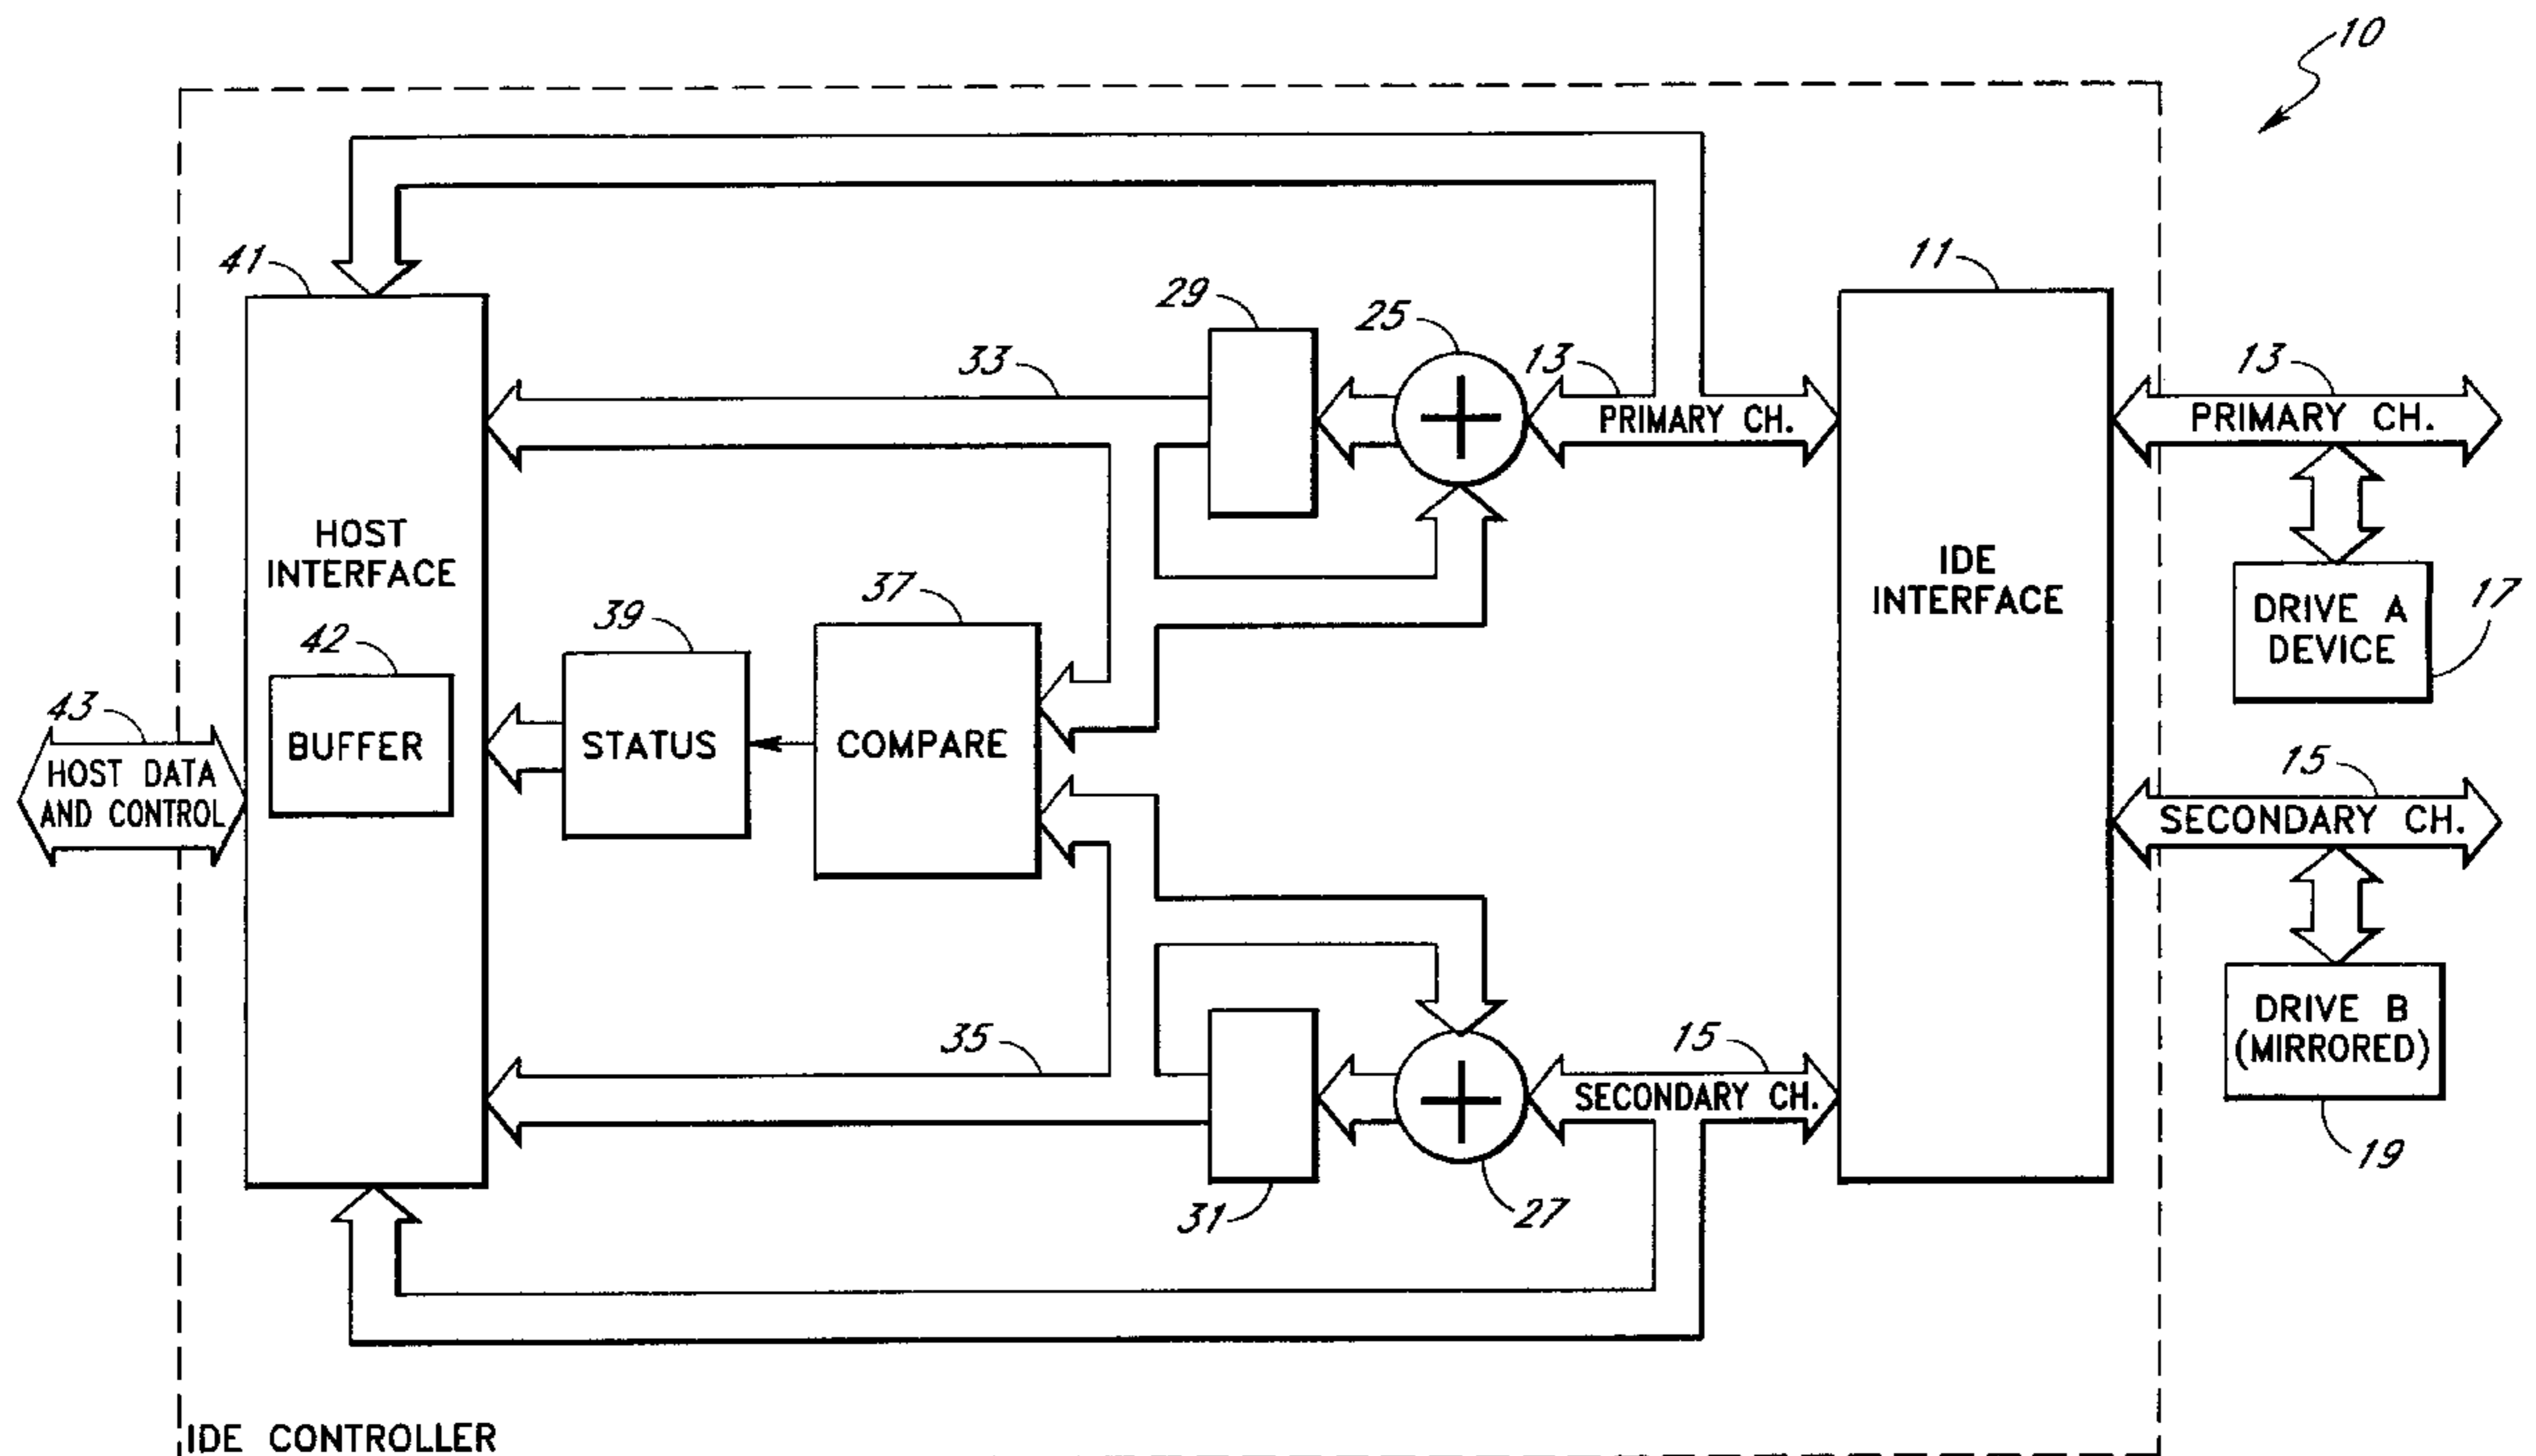 10
41
11
29
25
33
13
13
PRIMARY CH.
PRIMARY CH.
HOST
INTERFACE
IDE
INTERFACE
37
39
42
17
DRIVE A
DEVICE
43
BUFFER
STATUS
COMPARE
HOST DATA
AND CONTROL
15
SECONDARY CH.
35
15
DRIVE B
(MIRRORED)
SECONDARY CH.
19
31
27
IDE CONTROLLER